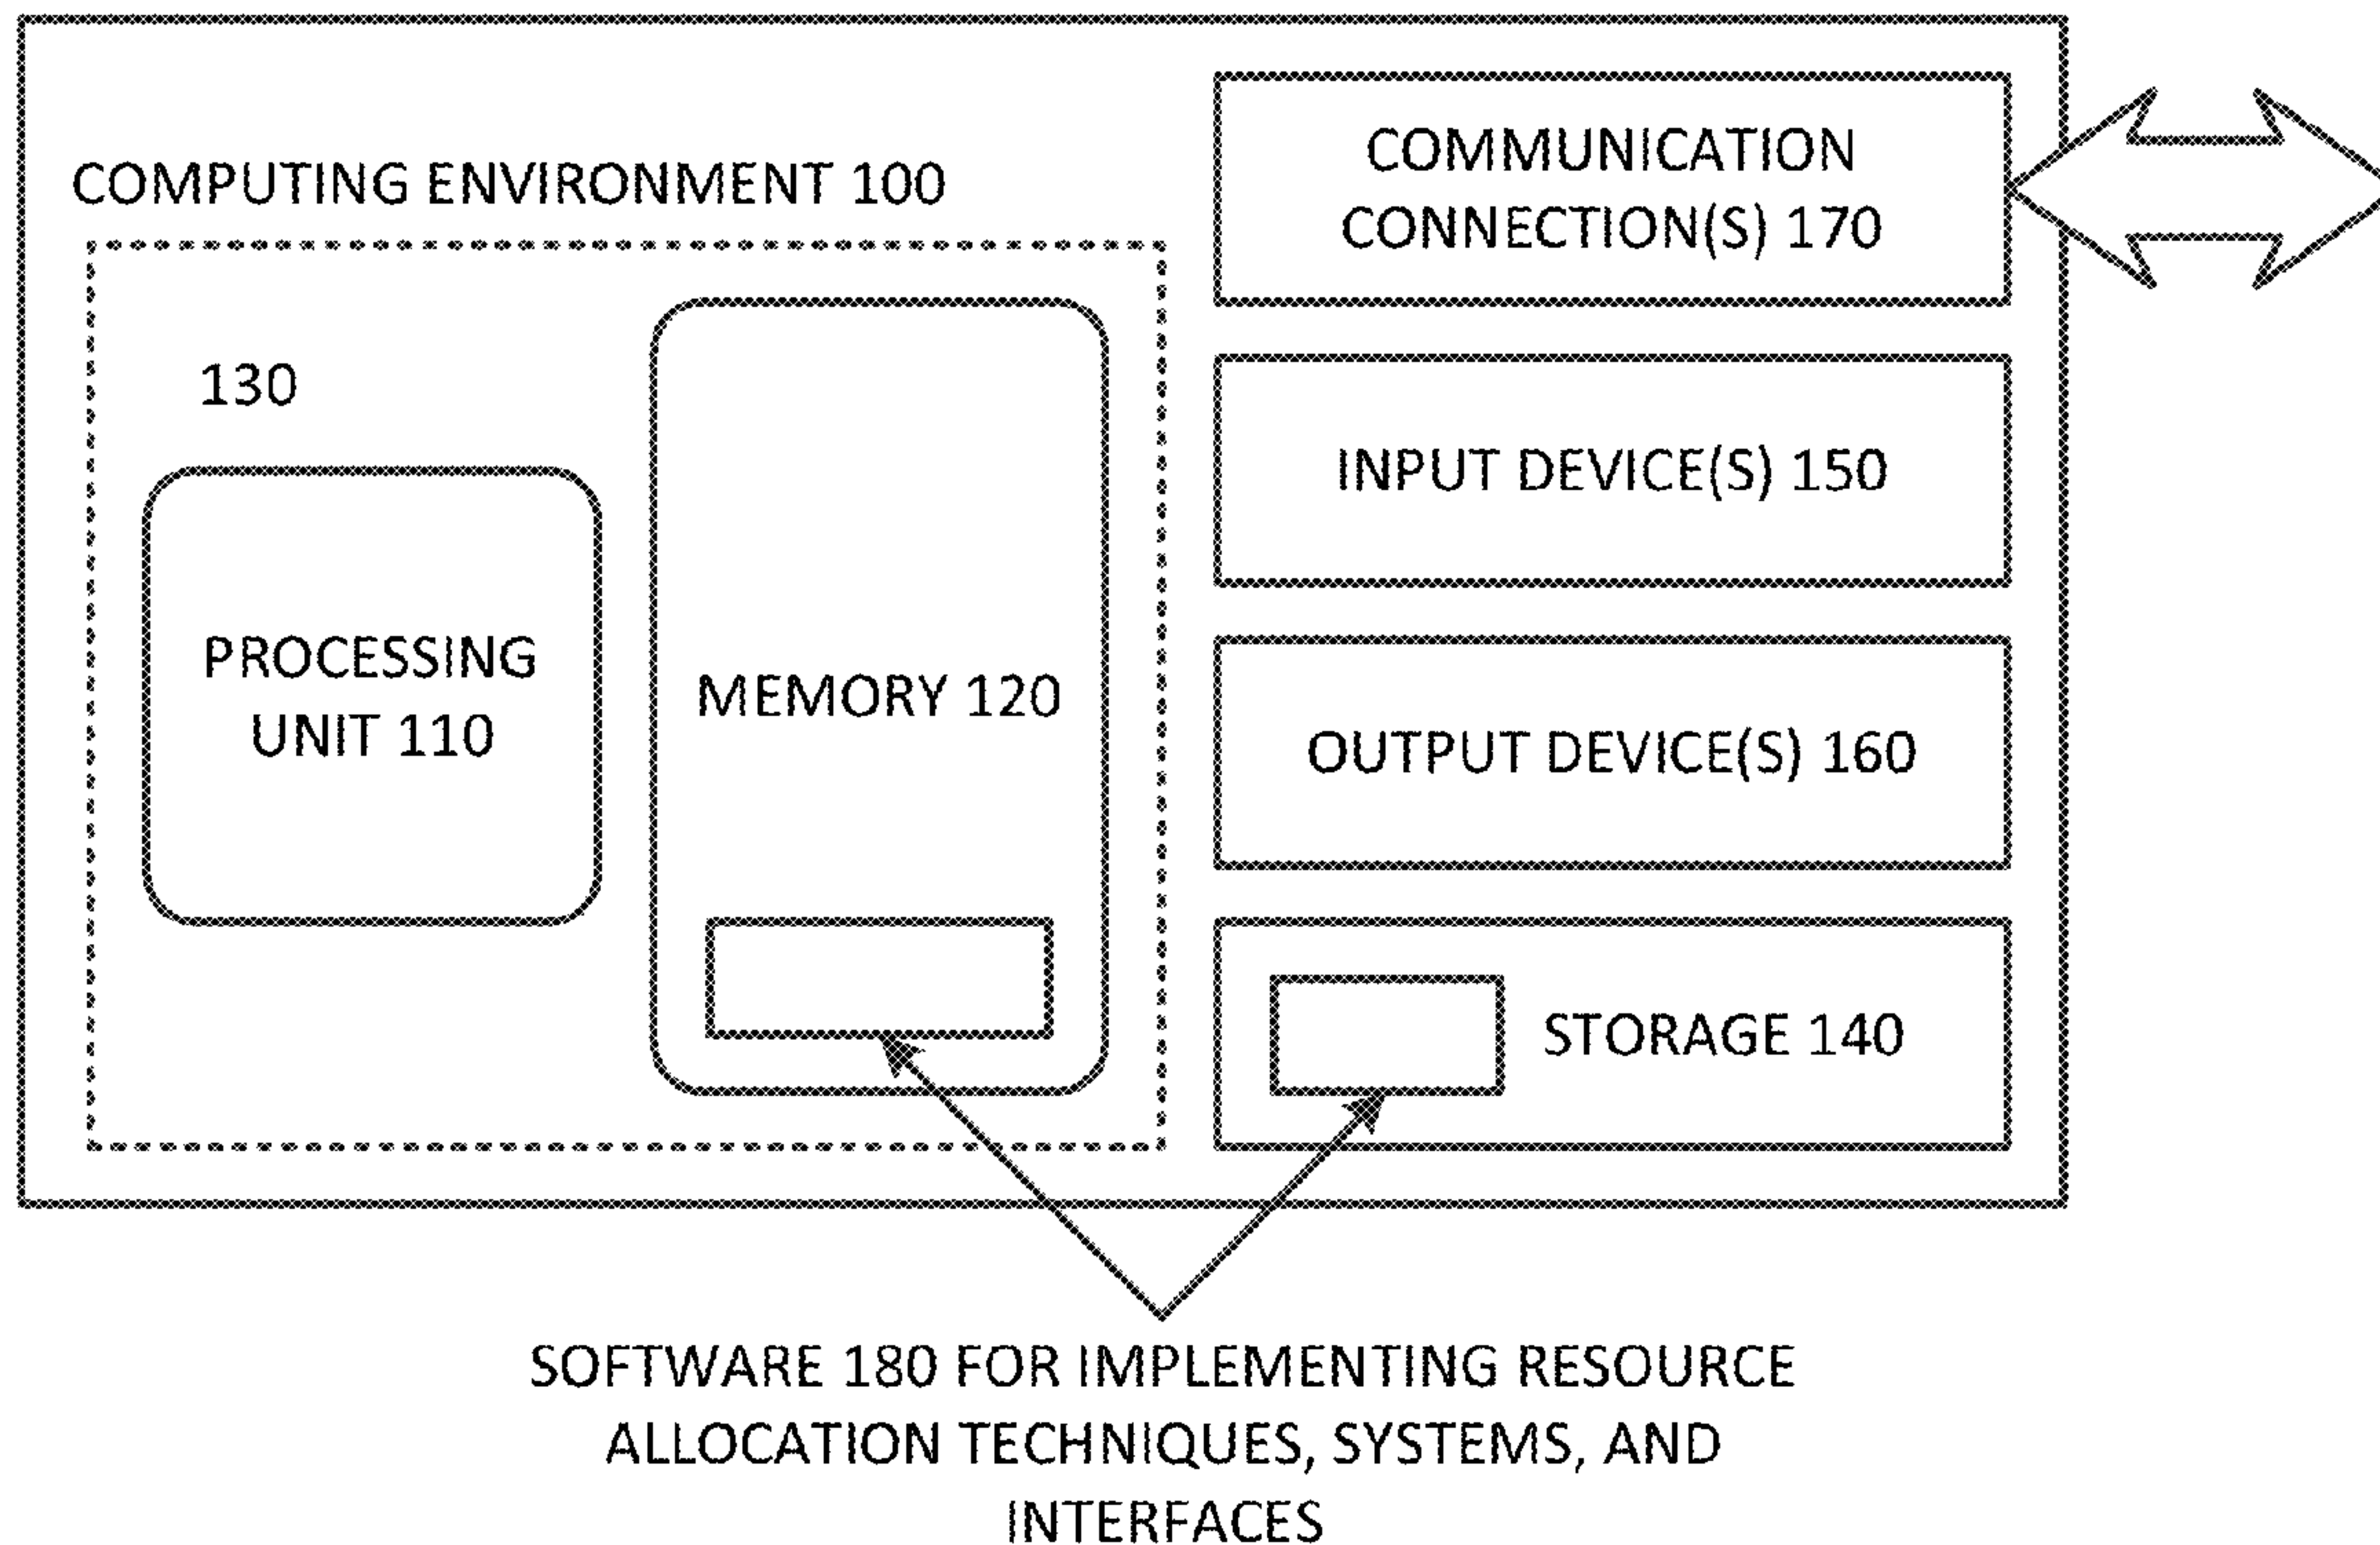 COMPUTING ENVIRONMENT 100
130
PROCESSING
UNIT 110
MEMORY 120
COMMUNICATION
CONNECTION(S) 170
INPUT DEVICE(S) 150
OUTPUT DEVICE(S) 160
STORAGE 140
SOFTWARE 180 FOR IMPLEMENTING RESOURCE
ALLOCATION TECHNIQUES, SYSTEMS, AND
INTERFACES